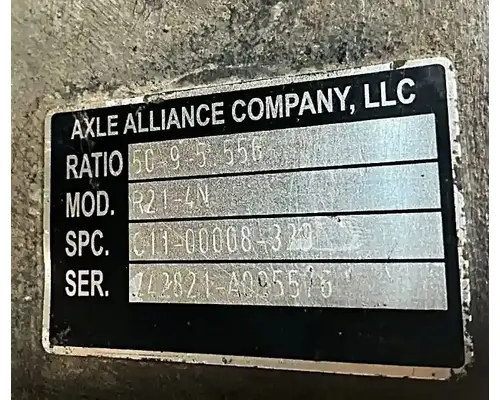 AXLE ALLIANCE COMPANY, LLC
RATIO 50-9 5 556
MOD. R21-4N
SPC. C11-00008-320
SER.